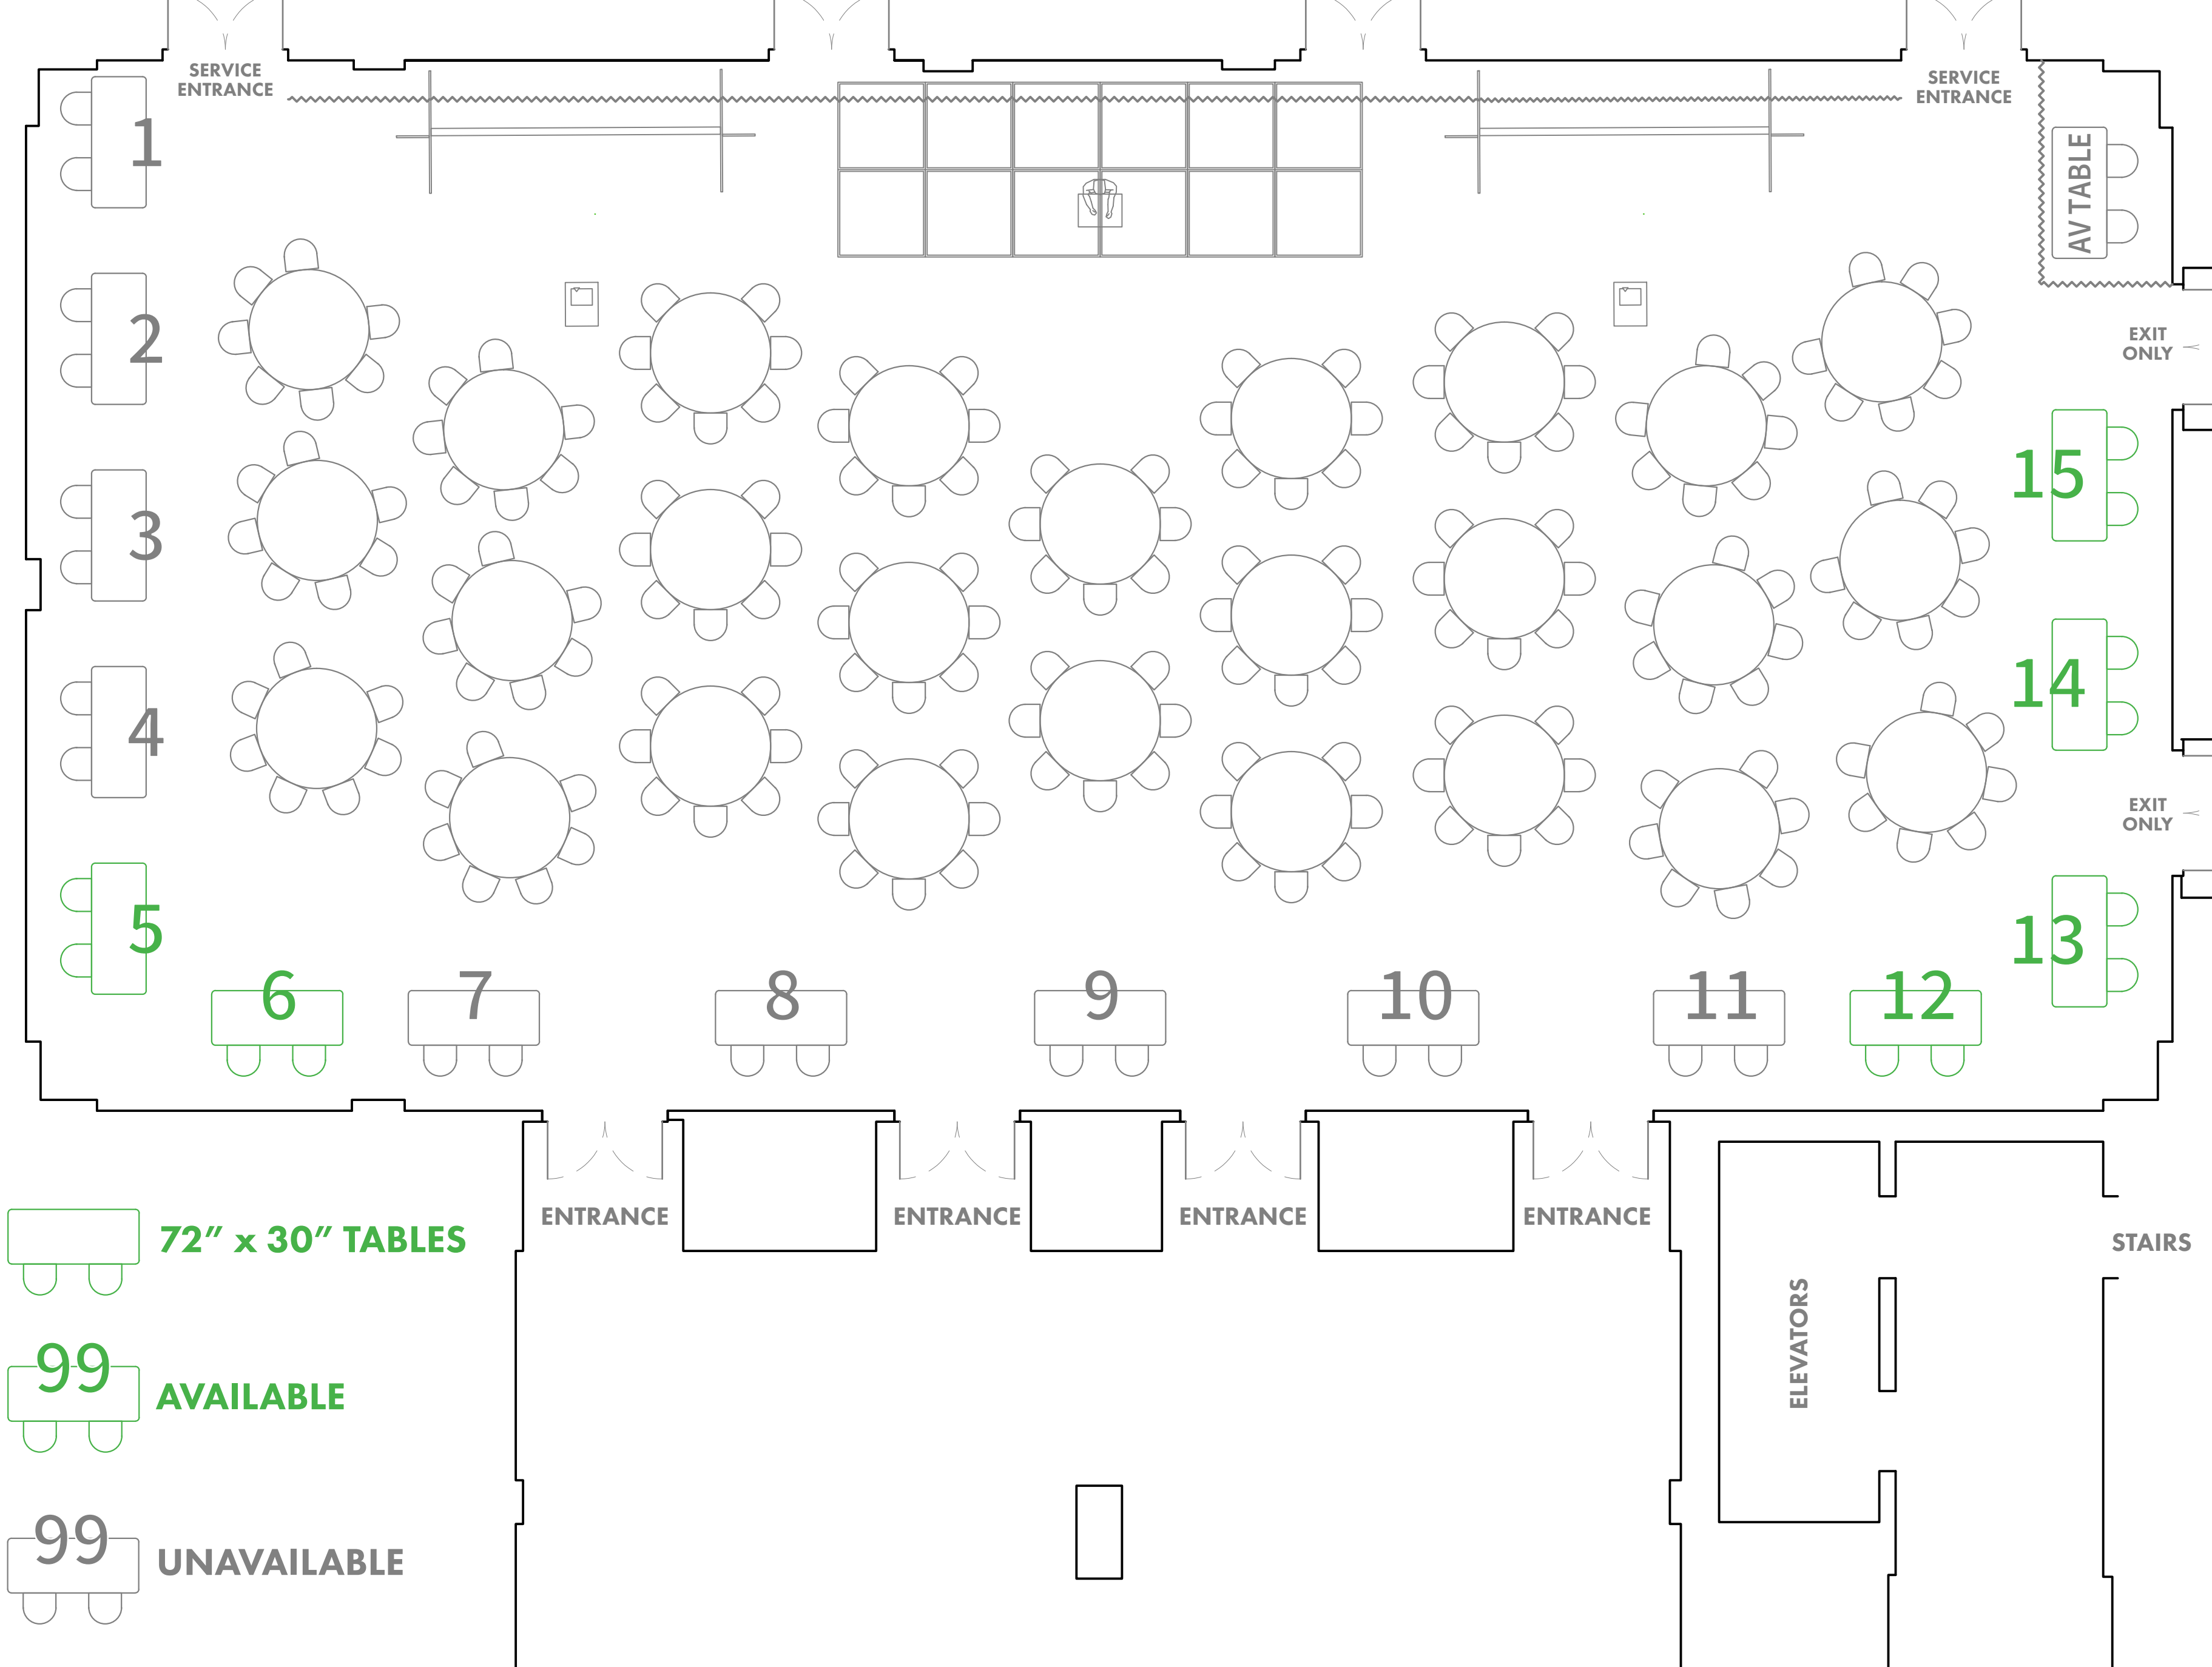 SERVICE
ENTRANCE
SERVICE
ENTRANCE
1
AV TABLE
2
EXIT
ONLY
3
15
4
14
EXIT
ONLY
5
13
6
7
8
9
10
11
12
ENTRANCE
ENTRANCE
ENTRANCE
ENTRANCE
72” x 30” TABLES
STAIRS
ELEVATORS
99
AVAILABLE
99
UNAVAILABLE